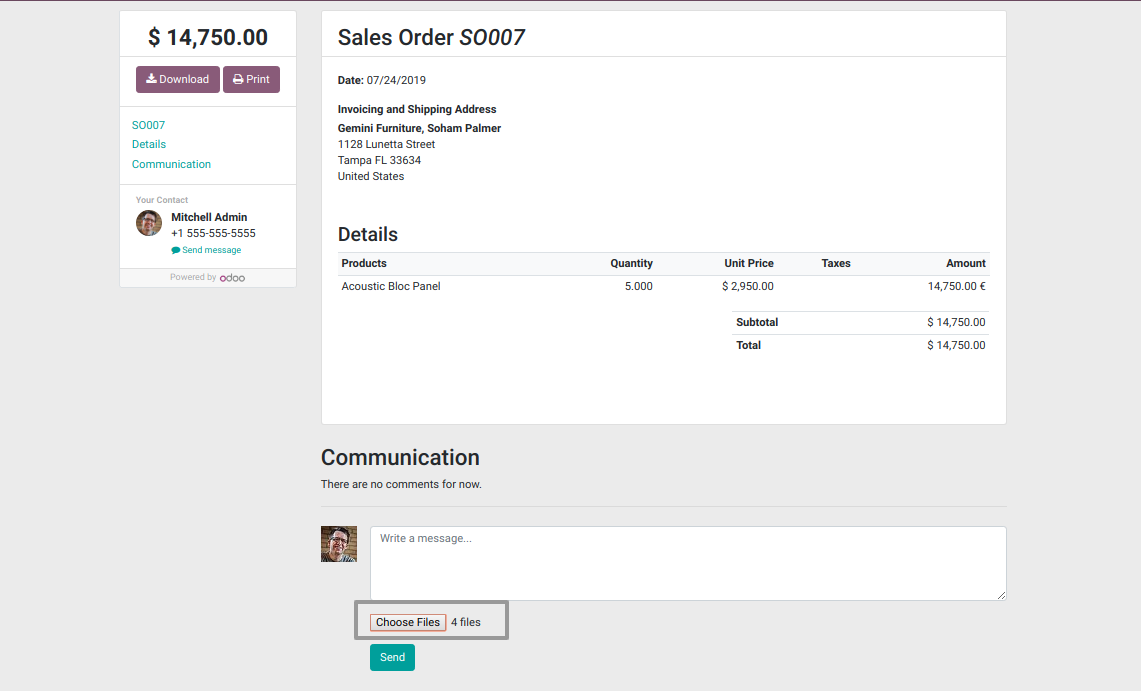 $ 14,750.00
Download
Print
SO007
Details
Communication
Your Contact
Mitchell Admin
+1 555-555-5555
Send message
Powered by odoo
Sales Order SO007
Date: 07/24/2019
Invoicing and Shipping Address
Gemini Furniture, Soham Palmer
1128 Lunetta Street
Tampa FL 33634
United States
Details
Products Quantity Unit Price Taxes Amount
Acoustic Bloc Panel 5.000 $ 2,950.00 14,750.00 €
Subtotal $ 14,750.00
Total $ 14,750.00
Communication
There are no comments for now.
Write a message...
Choose Files 4 files
Send